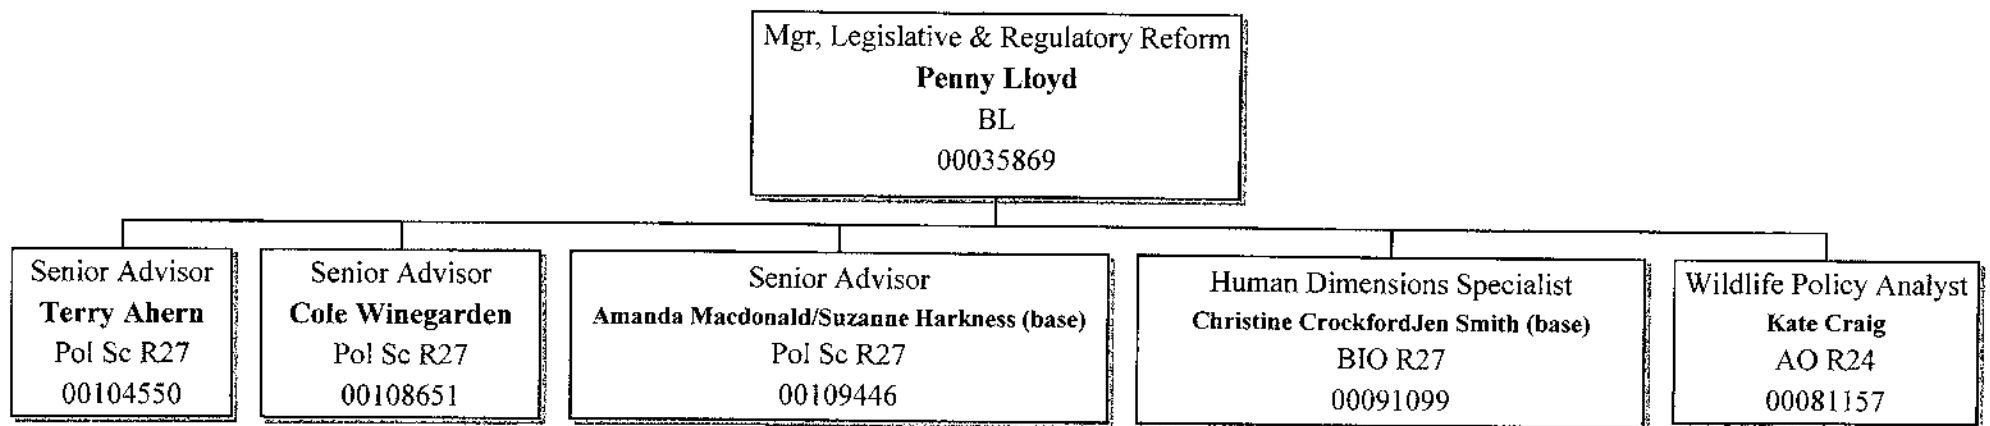 Mgr, Legislative & Regulatory Reform
Penny Lloyd
BL
00035869
Senior Advisor
Terry Ahern
Pol Sc R27
00104550
Senior Advisor
Cole Winegarden
Pol Sc R27
00108651
Senior Advisor
Amanda Macdonald/Suzanne Harkness (base)
Pol Sc R27
00109446
Human Dimensions Specialist
Christine CrockfordJen Smith (base)
BIO R27
00091099
Wildlife Policy Analyst
Kate Craig
AO R24
00081157